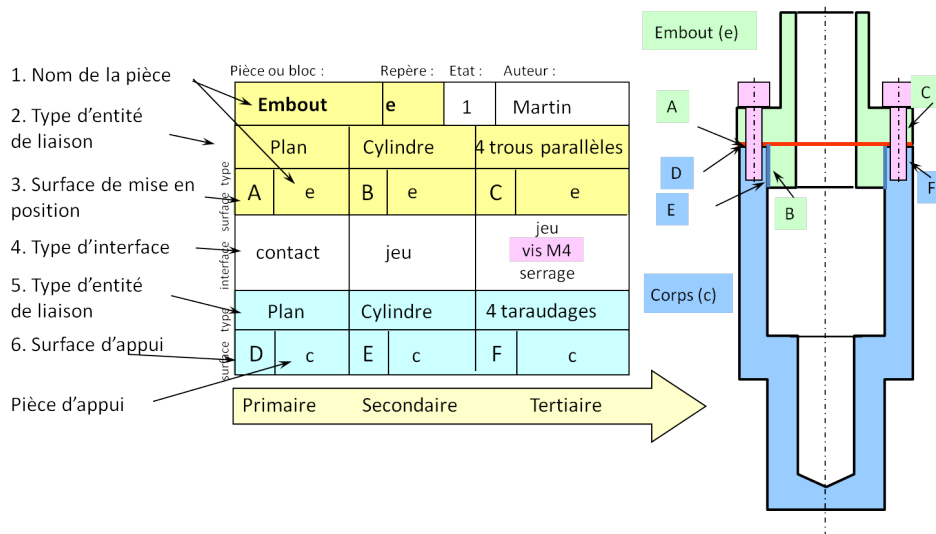 1. Nom de la pièce
2. Type d’entité
de liaison
3. Surface de mise en
position
4. Type d’interface
5. Type d’entité
de liaison
6. Surface d’appui
Pièce d’appui
Pièce ou bloc : Repère : Etat : Auteur :
Embout e 1 Martin
Plan Cylindre 4 trous parallèles
A e B e C e
contact jeu jeu
vis M4
serrage
Plan Cylindre 4 taraudages
D c E c F c
type
surface
interface
type
surface
Primaire Secondaire Tertiaire
Embout (e)
A
C
D
E
B
F
Corps (c)